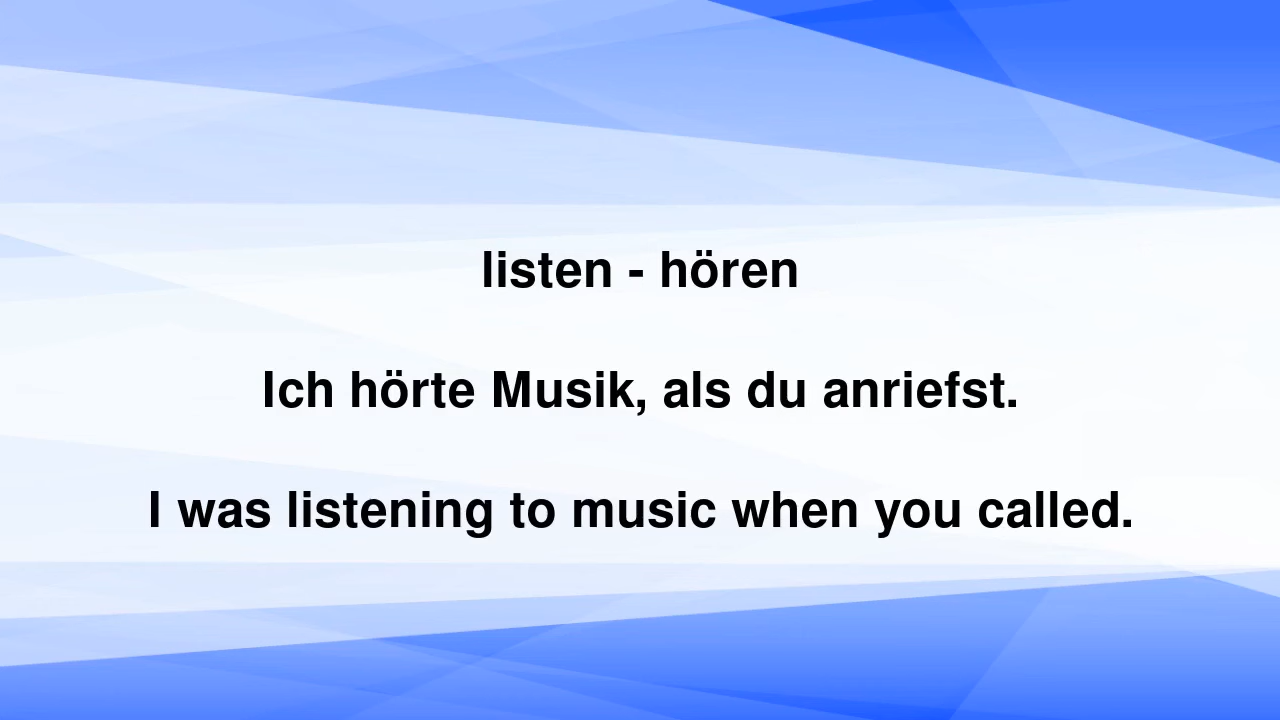 listen - hören
Ich hörte Musik, als du anriefst.
I was listening to music when you called.